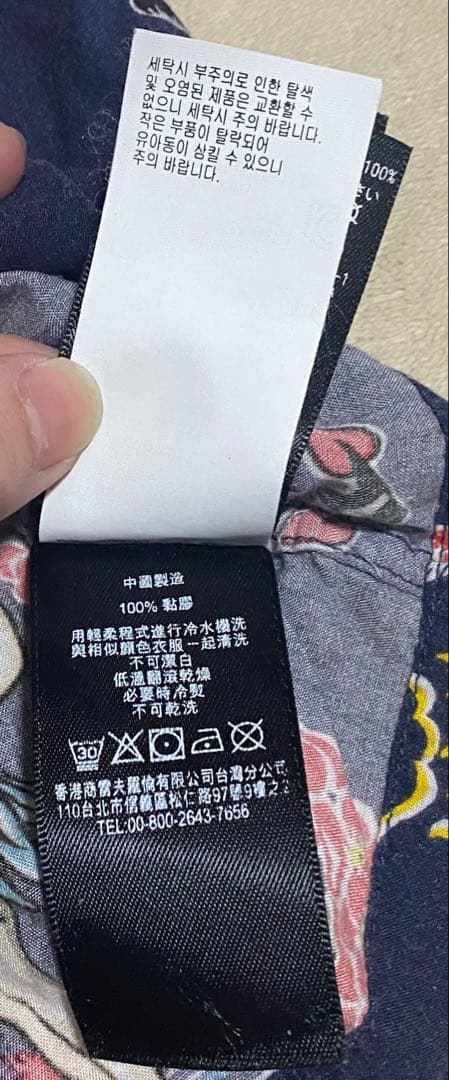 세탁시 부주의로 인한 탈색
및 오염된 제품은 교환할 수
없으니 세탁시 주의 바랍니다.
작은 부품이 탈락되어
유아동이 삼킬 수 있으니
주의 바랍니다.
100%
さい
中國製造
100% 黏膠
用輕柔程式進行冷水機洗
與相似顏色衣服一起清洗
不可漂白
低溫翻滾乾燥
必要時冷熨
不可乾洗
30
香港商雷夫羅倫有限公司台灣分公司
110台北市信義區松仁路97號9樓之
TEL:00-800-2643-7656